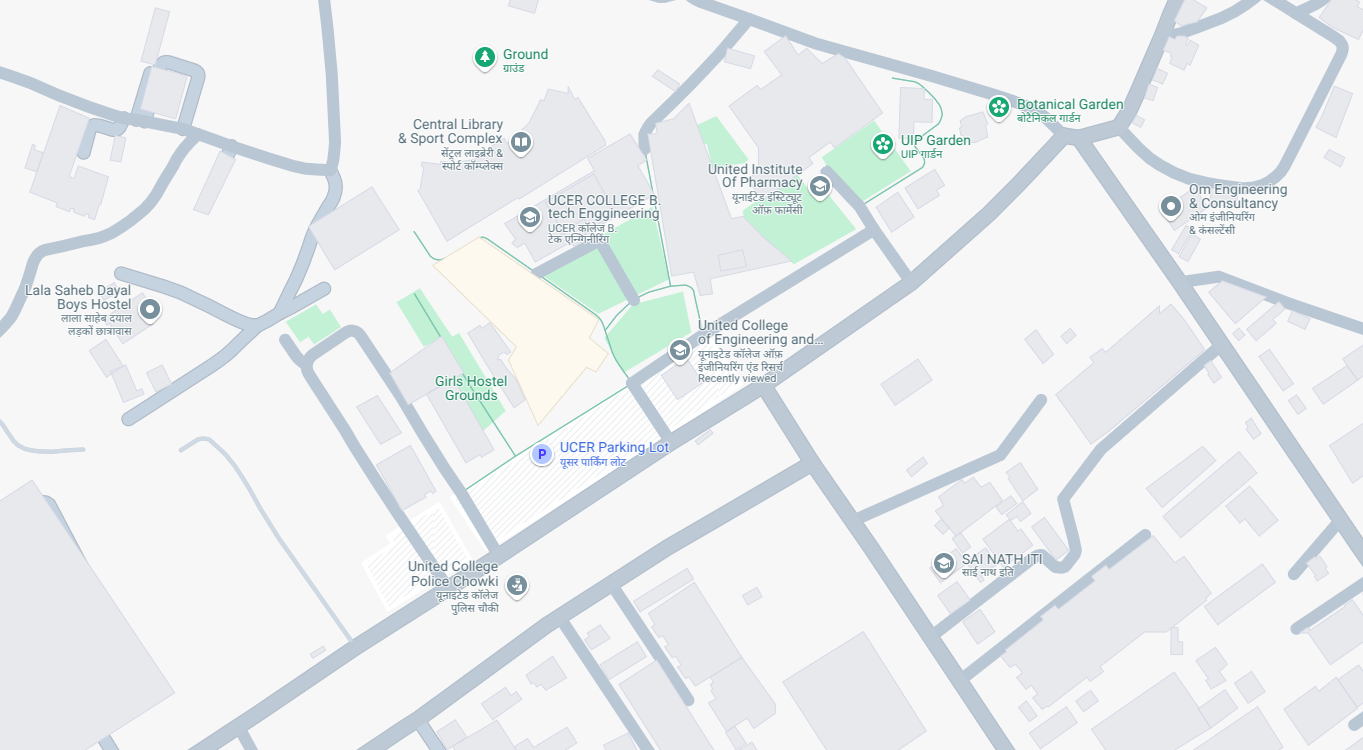 Ground
ग्राउंड
Central Library
& Sport Complex
सेंट्रल लाइब्रेरी &
स्पोर्ट कॉम्प्लेक्स
Botanical Garden
बोटैनिकल गार्डन
UIP Garden
UIP गार्डन
United Institute
Of Pharmacy
यूनाइटेड इंस्टिट्यूट
ऑफ़ फार्मेसी
UCER COLLEGE B.
tech Enggineering
UCER कॉलेज B.
टेक एन्गिनीरिंग
Om Engineering
& Consultancy
ओम इंजीनियरिंग
& कंसल्टेंसी
Lala Saheb Dayal
Boys Hostel
लाला साहेब दयाल
लड़कों छात्रावास
United College
of Engineering and...
यूनाइटेड कॉलेज ऑफ़
इंजीनियरिंग एंड रिसर्च
Recently viewed
Girls Hostel
Grounds
P
UCER Parking Lot
यूसर पार्किंग लोट
United College
Police Chowki
यूनाइटेड कॉलेज
पुलिस चौकी
SAI NATH ITI
साई नाथ इति